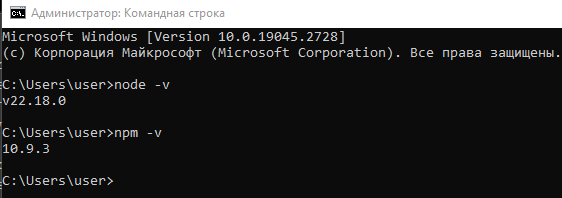 Администратор: Командная строка
Microsoft Windows [Version 10.0.19045.2728]
(c) Корпорация Майкрософт (Microsoft Corporation). Все права защищены.
C:\Users\user>node -v
v22.18.0
C:\Users\user>npm -v
10.9.3
C:\Users\user>